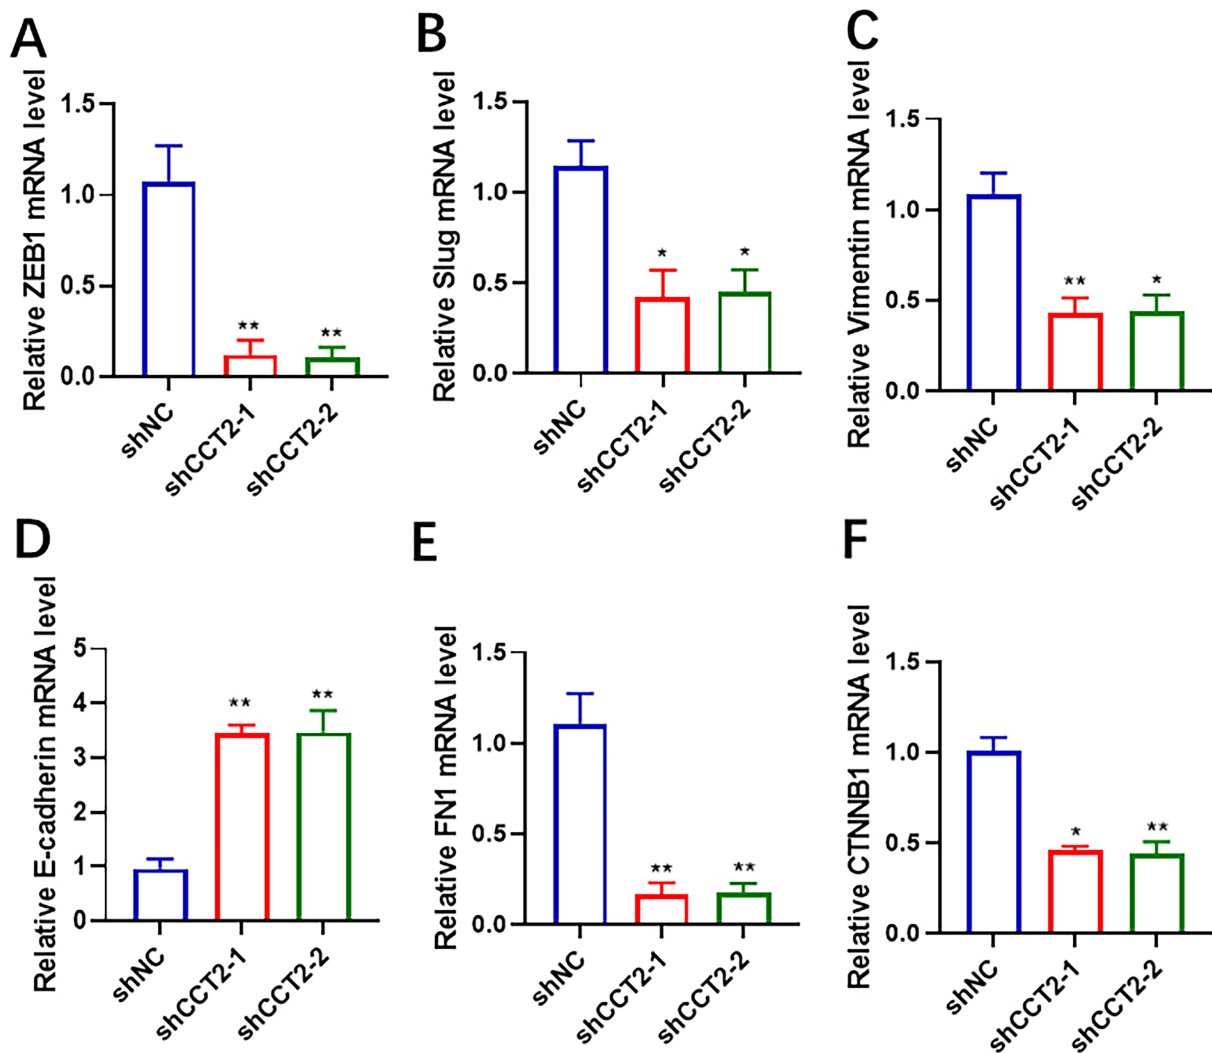 A
Relative ZEB1 mRNA level
1.5
1.0
0.5
0.0
**
**
shNC
shCCT2-1
shCCT2-2
B
Relative Slug mRNA level
1.5
1.0
0.5
0.0
*
*
shNC
shCCT2-1
shCCT2-2
C
Relative Vimentin mRNA level
1.5
1.0
0.5
0.0
**
*
shNC
shCCT2-1
shCCT2-2
D
Relative E-cadherin mRNA level
5
4
3
2
1
0
**
**
shNC
shCCT2-1
shCCT2-2
E
Relative FN1 mRNA level
1.5
1.0
0.5
0.0
**
**
shNC
shCCT2-1
shCCT2-2
F
Relative CTNNB1 mRNA level
1.5
1.0
0.5
0.0
*
**
shNC
shCCT2-1
shCCT2-2